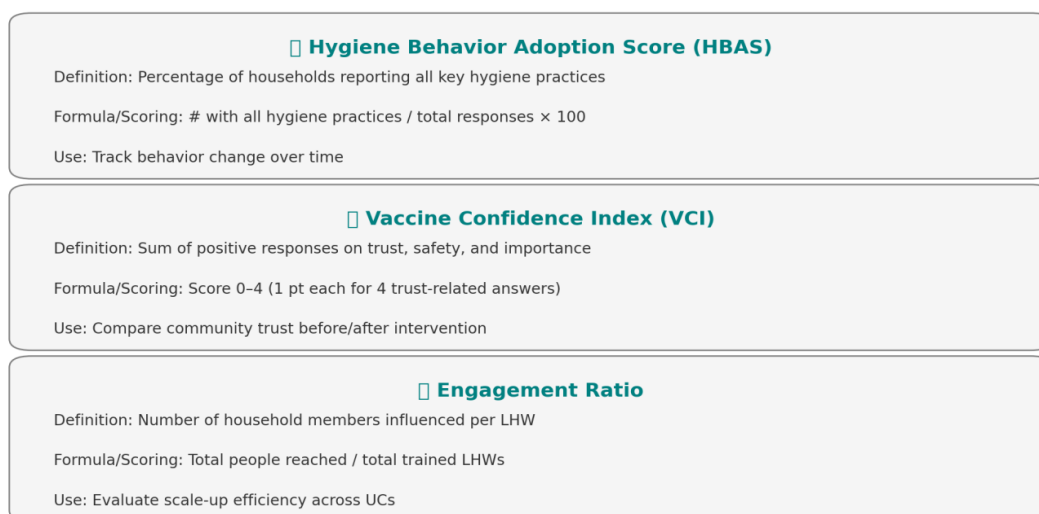 Hygiene Behavior Adoption Score (HBAS)
Definition: Percentage of households reporting all key hygiene practices
Formula/Scoring: # with all hygiene practices / total responses × 100
Use: Track behavior change over time
Vaccine Confidence Index (VCI)
Definition: Sum of positive responses on trust, safety, and importance
Formula/Scoring: Score 0–4 (1 pt each for 4 trust-related answers)
Use: Compare community trust before/after intervention
Engagement Ratio
Definition: Number of household members influenced per LHW
Formula/Scoring: Total people reached / total trained LHWs
Use: Evaluate scale-up efficiency across UCs